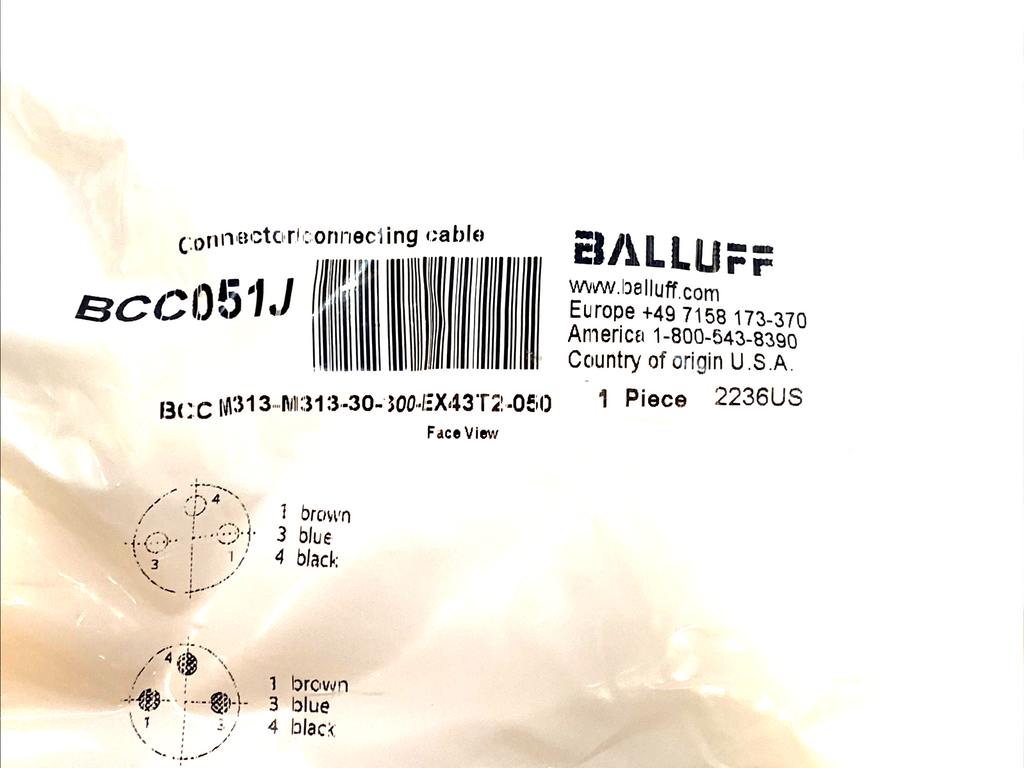 Connector/connecting cable
BCC051J
BCC M313-M313-30-300-EX43T2-050
Face View
BALLUFF
www.balluff.com
Europe +49 7158 173-370
America 1-800-543-8390
Country of origin U.S.A.
1 Piece 2236US
4
3 1
1 brown
3 blue
4 black
4
1 3
1 brown
3 blue
4 black